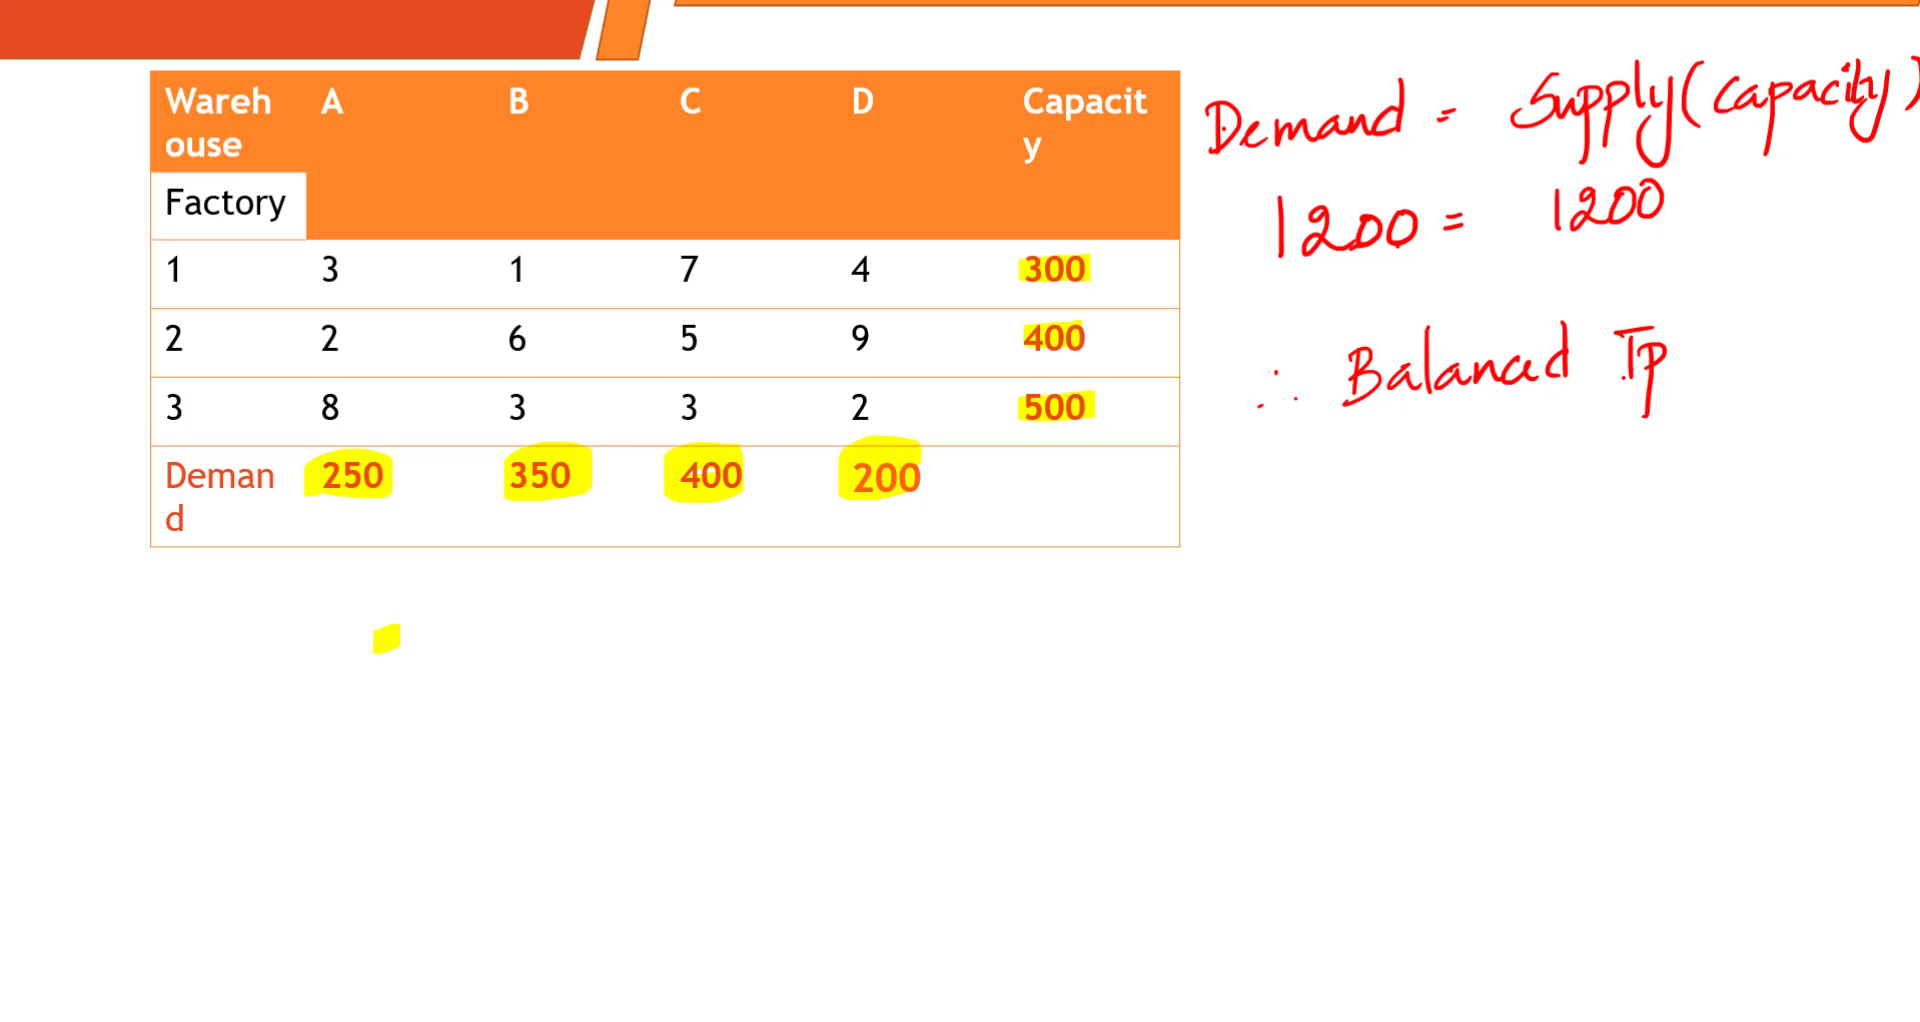 Wareh A B C D Capacit
ouse y
Factory
1 3 1 7 4 300
2 2 6 5 9 400
3 8 3 3 2 500
Deman 250 350 400 200
d
Demand = Supply(capacity)
1200 = 1200
∴ Balanced Tp